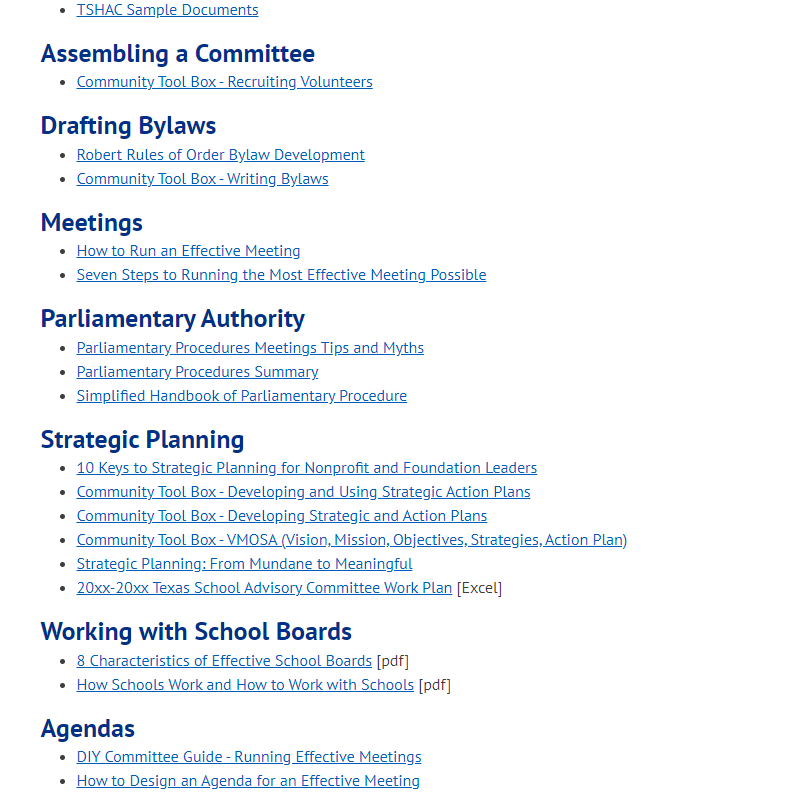 TSHAC Sample Documents
Assembling a Committee
Community Tool Box - Recruiting Volunteers
Drafting Bylaws
Robert Rules of Order Bylaw Development
Community Tool Box - Writing Bylaws
Meetings
How to Run an Effective Meeting
Seven Steps to Running the Most Effective Meeting Possible
Parliamentary Authority
Parliamentary Procedures Meetings Tips and Myths
Parliamentary Procedures Summary
Simplified Handbook of Parliamentary Procedure
Strategic Planning
10 Keys to Strategic Planning for Nonprofit and Foundation Leaders
Community Tool Box - Developing and Using Strategic Action Plans
Community Tool Box - Developing Strategic and Action Plans
Community Tool Box - VMOSA (Vision, Mission, Objectives, Strategies, Action Plan)
Strategic Planning: From Mundane to Meaningful
20xx-20xx Texas School Advisory Committee Work Plan [Excel]
Working with School Boards
8 Characteristics of Effective School Boards [pdf]
How Schools Work and How to Work with Schools [pdf]
Agendas
DIY Committee Guide - Running Effective Meetings
How to Design an Agenda for an Effective Meeting